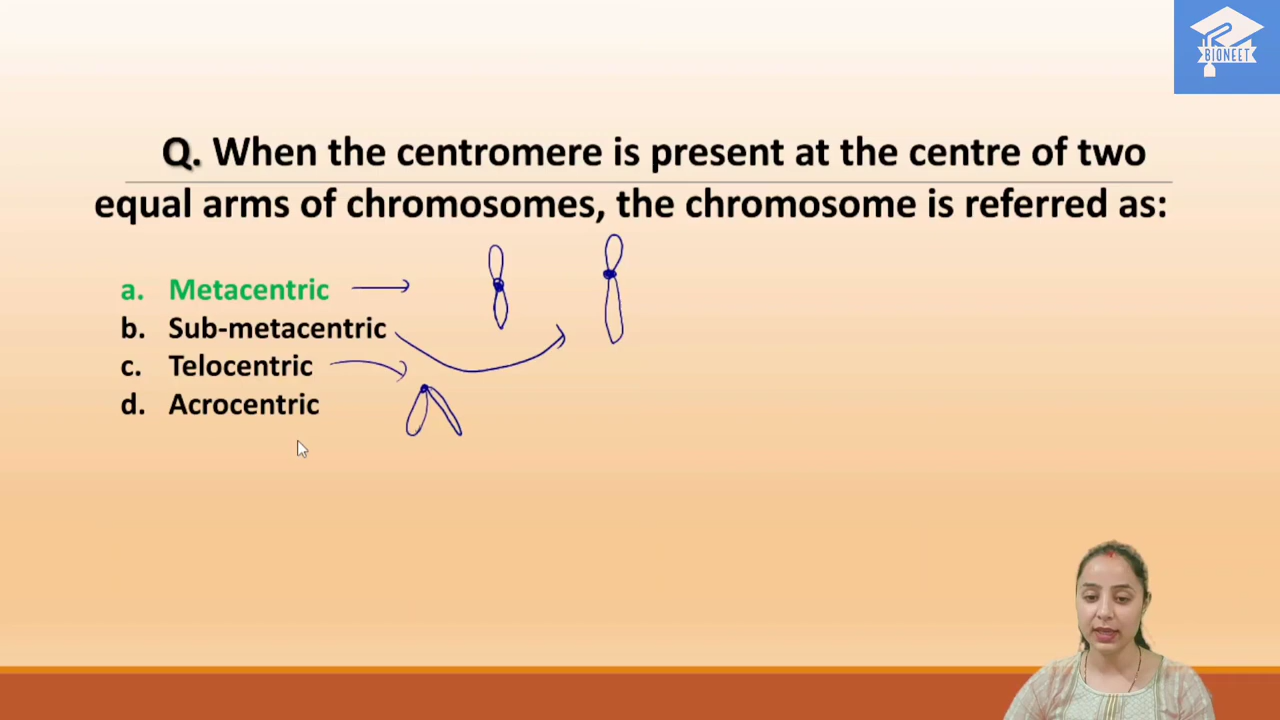 BIONEET
Q. When the centromere is present at the centre of two
equal arms of chromosomes, the chromosome is referred as:
a. Metacentric
b. Sub-metacentric
c. Telocentric
d. Acrocentric